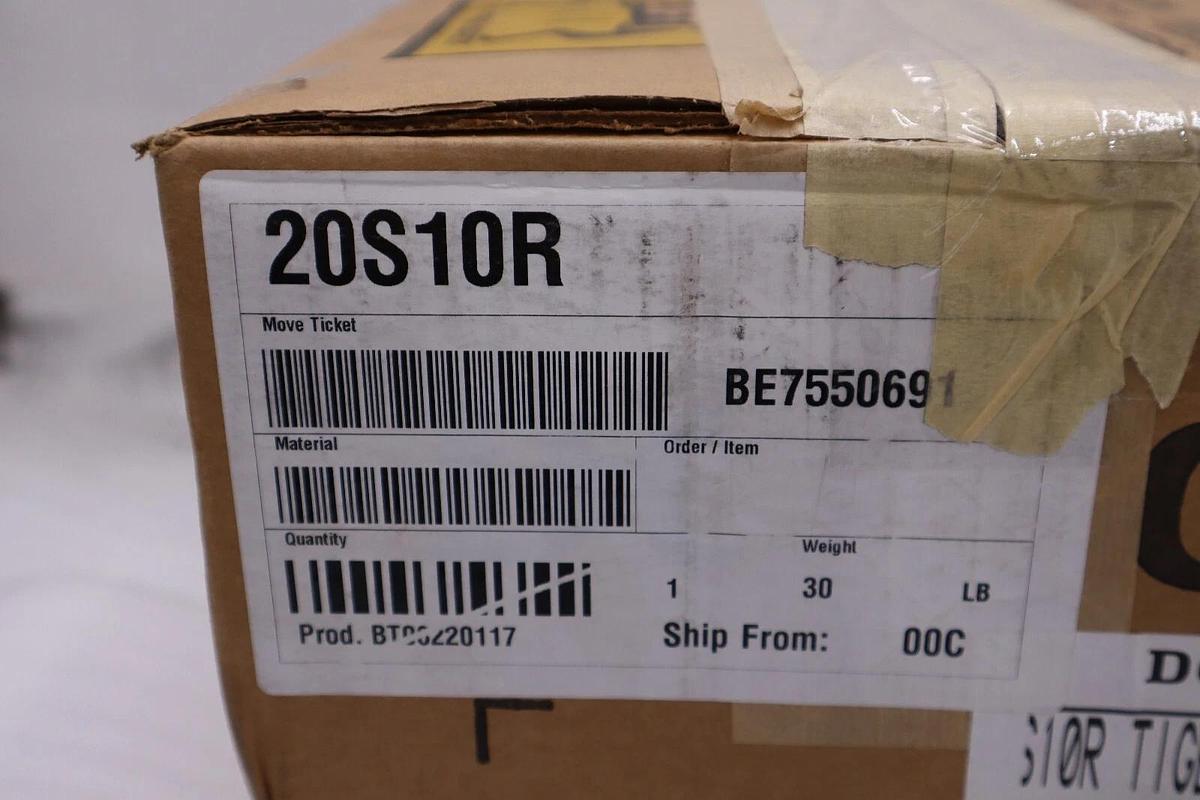 20S10R
Move Ticket
BE7550691
Material
Order / Item
Quantity
Weight
1 30 LB
Ship From: 00C
S10R